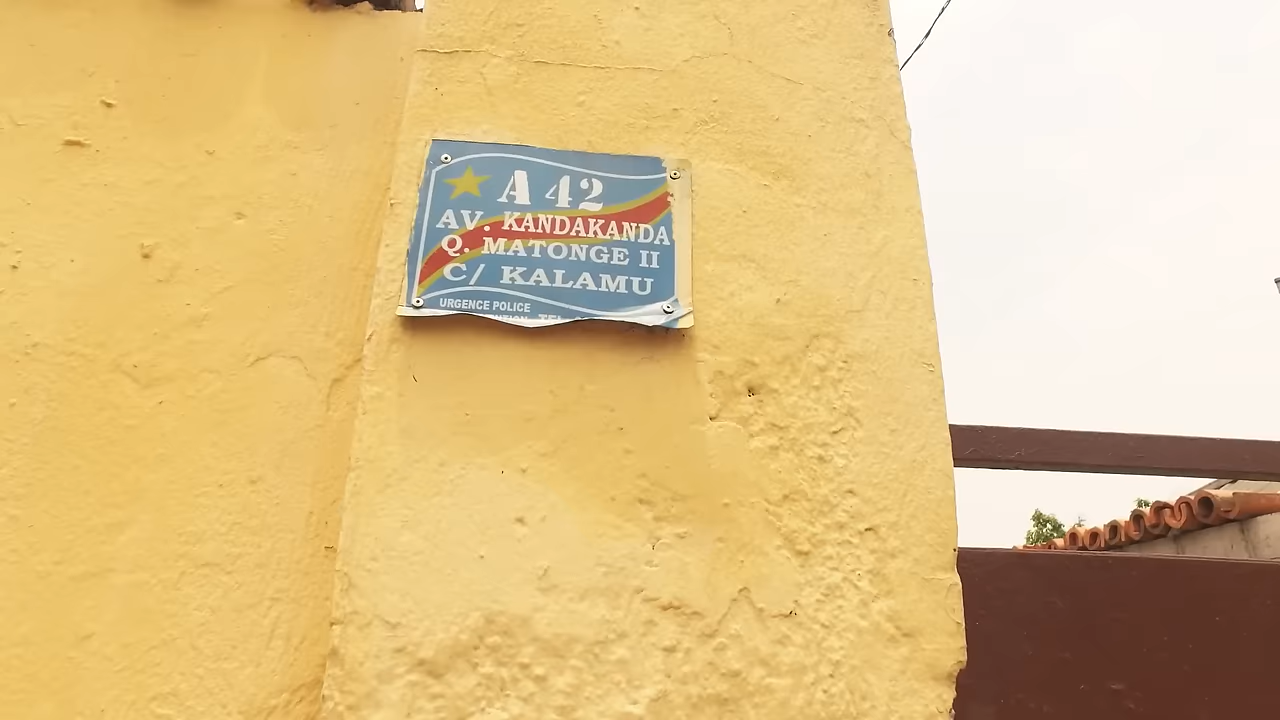 A 42
AV. KANDAKANDA
Q. MATONGE II
C/ KALAMU
URGENCE POLICE